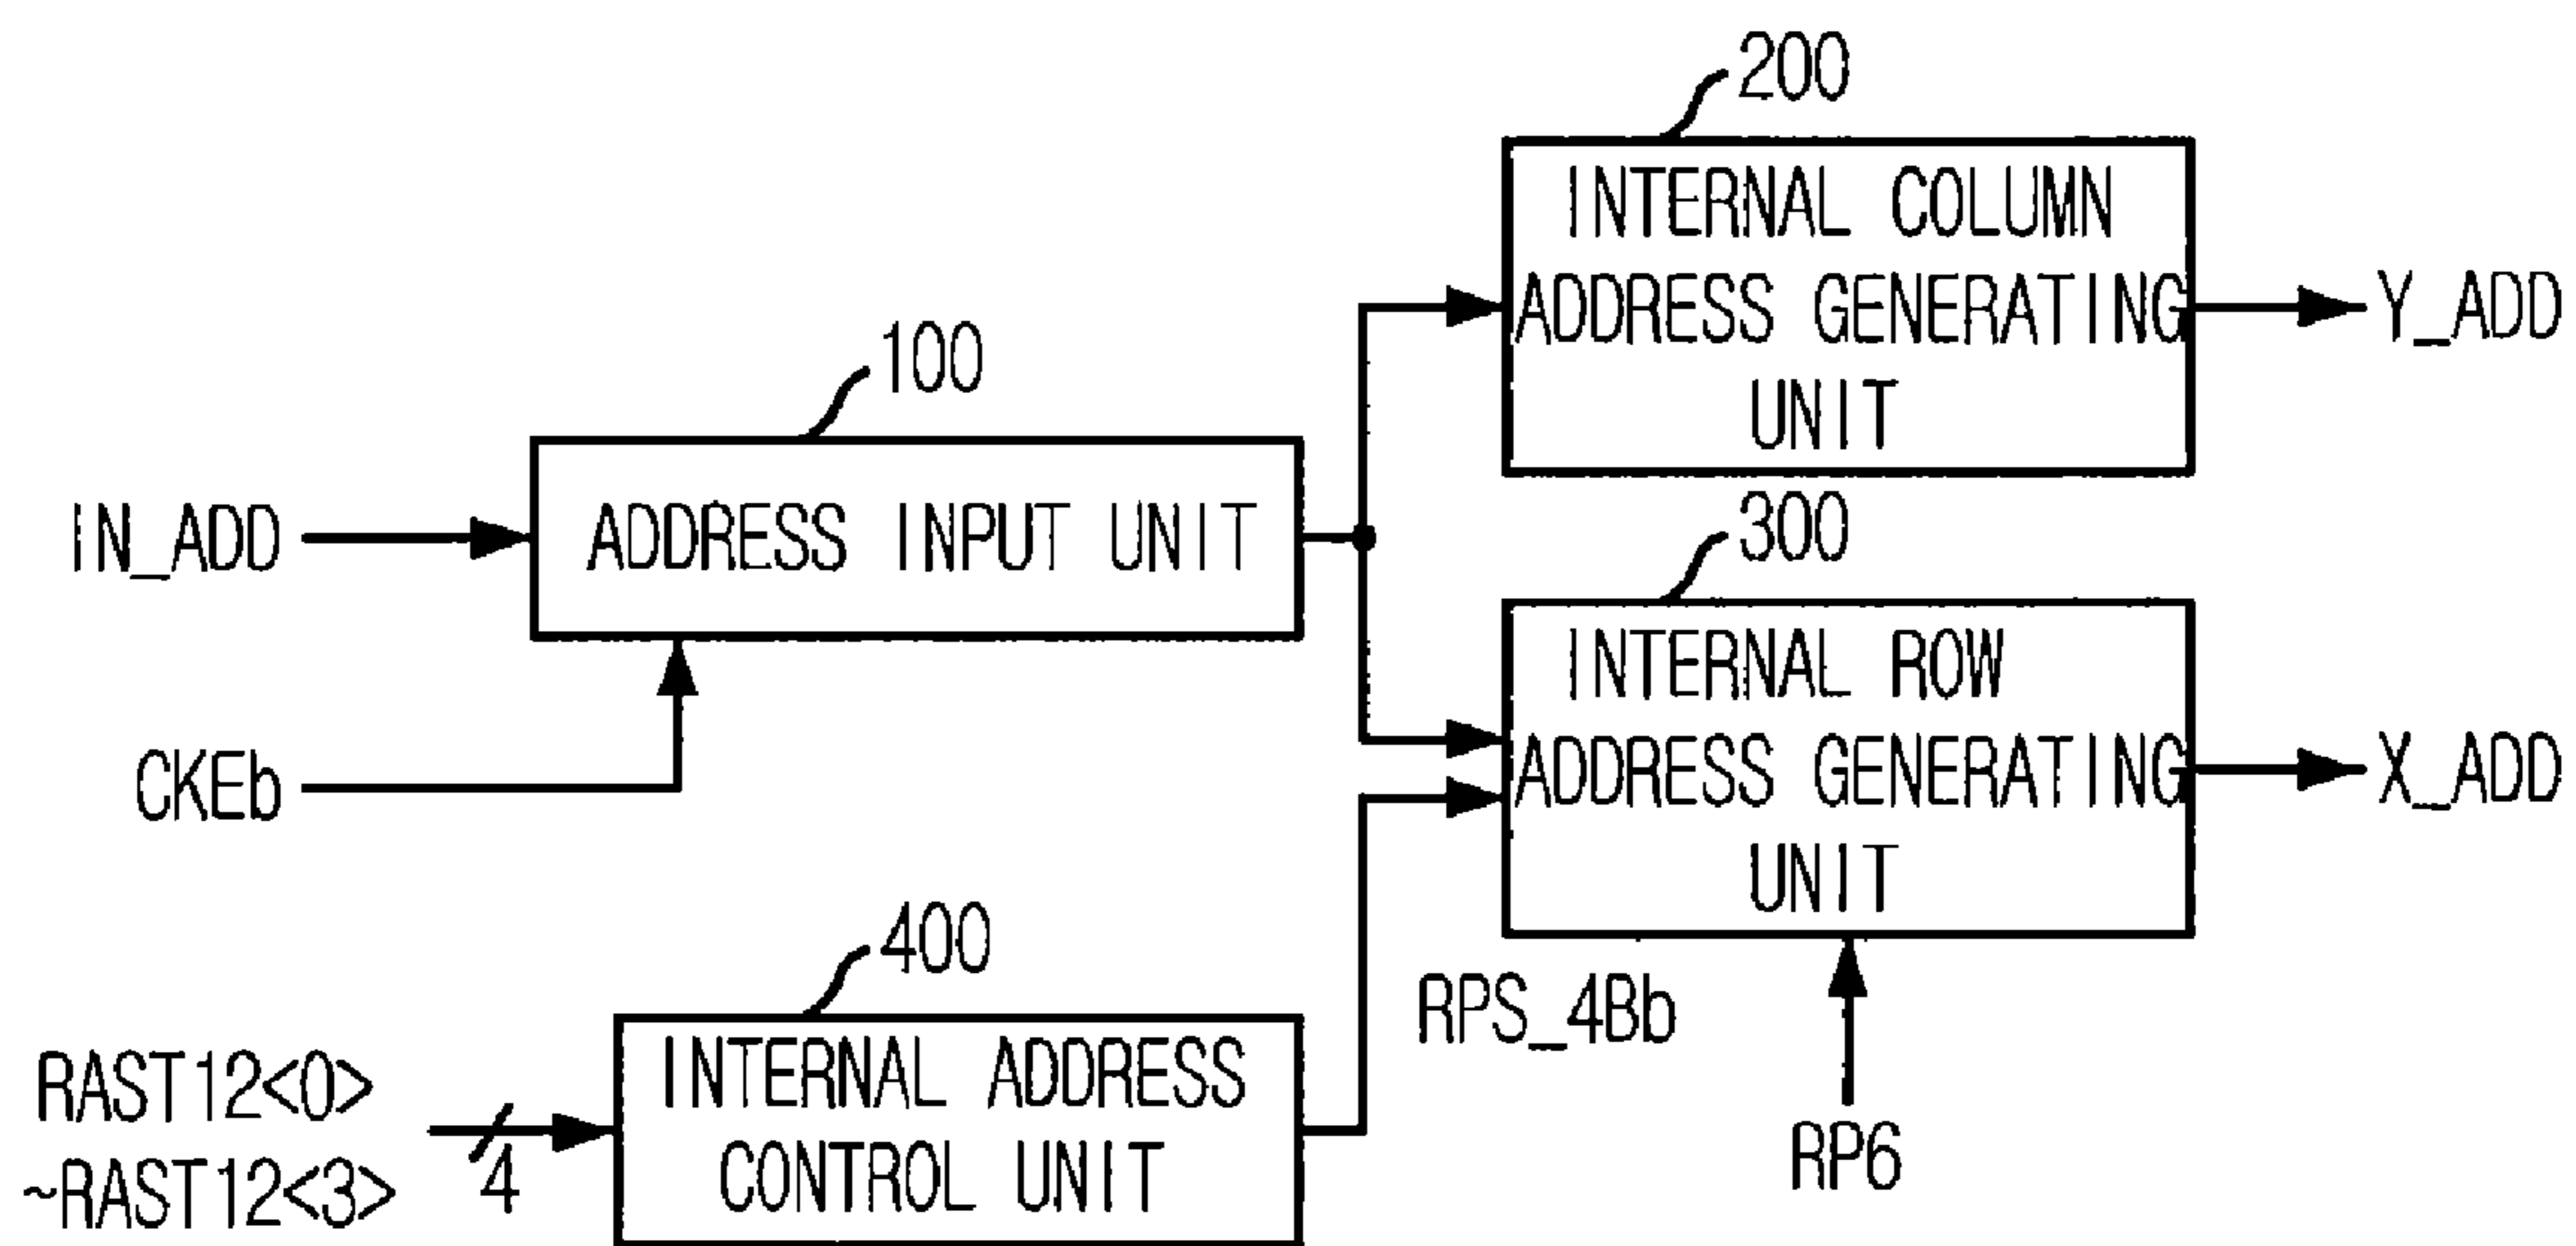 200
INTERNAL COLUMN
ADDRESS GENERATING
UNIT
Y_ADD
100
IN_ADD
ADDRESS INPUT UNIT
CKEb
300
INTERNAL ROW
ADDRESS GENERATING
UNIT
X_ADD
400
RPS_4Bb
RAST12<0>
~RAST12<3>
4
INTERNAL ADDRESS
CONTROL UNIT
RP6